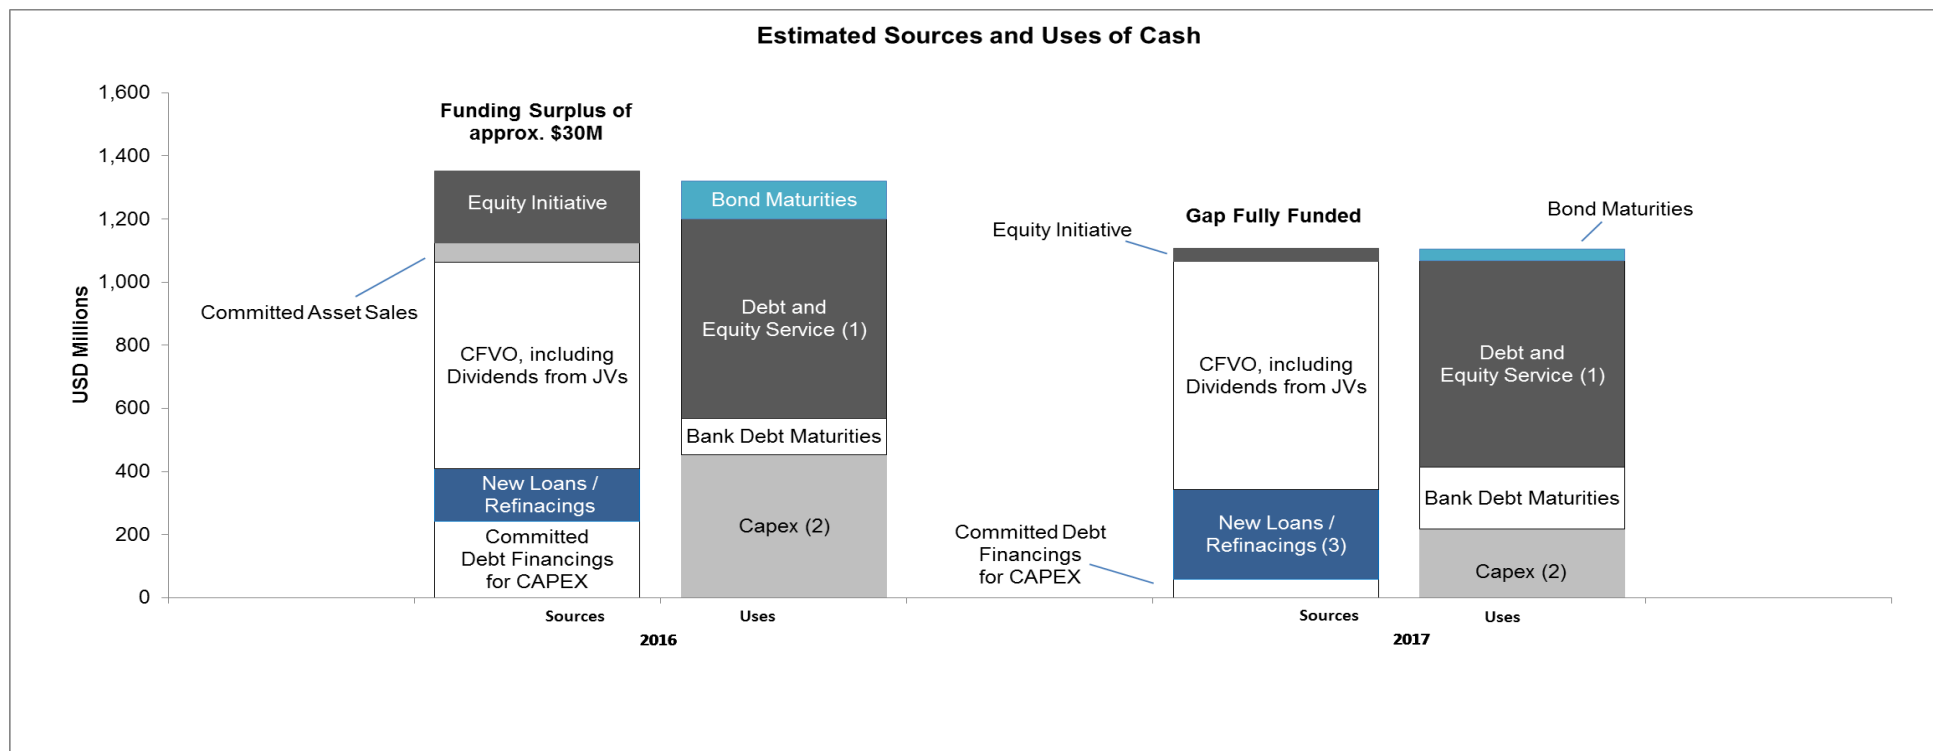 Estimated Sources and Uses of Cash
USD Millions
1,600
1,400
1,200
1,000
800
600
400
200
0
Funding Surplus of
approx. $30M
Equity Initiative
Committed Asset Sales
CFVO, including
Dividends from JVs
New Loans /
Refinacings
Committed
Debt Financings
for CAPEX
Bond Maturities
Debt and
Equity Service (1)
Bank Debt Maturities
Capex (2)
Gap Fully Funded
Equity Initiative
CFVO, including
Dividends from JVs
New Loans /
Refinacings (3)
Committed Debt
Financings
for CAPEX
Bond Maturities
Debt and
Equity Service (1)
Bank Debt Maturities
Capex (2)
Sources
Uses
Sources
Uses
2016
2017